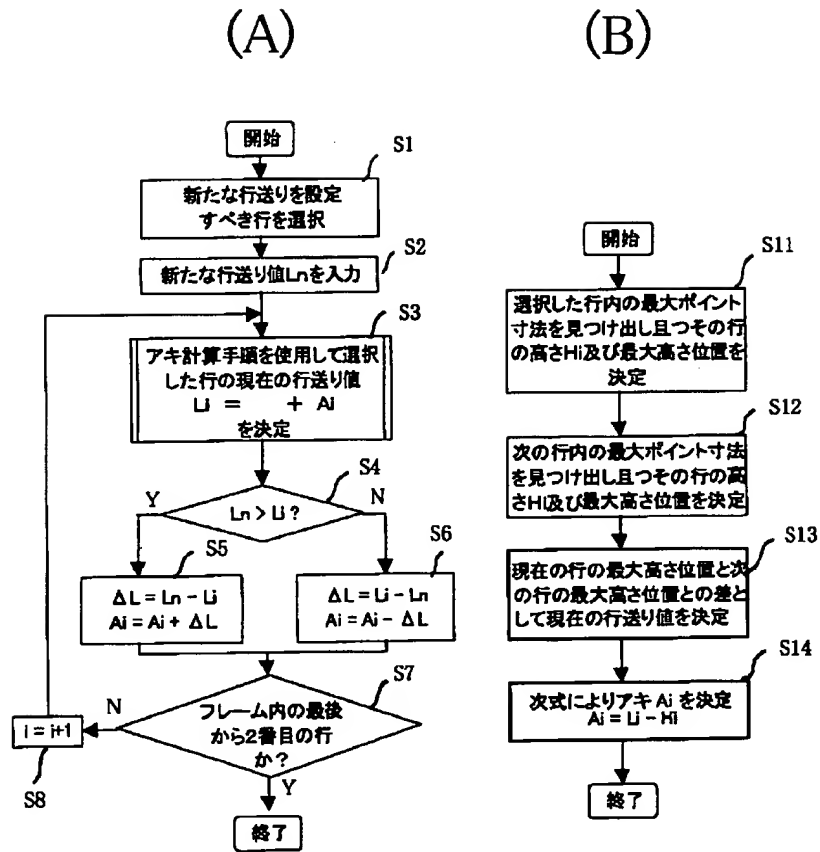 (A)
開始
S1
新たな行送りを設定
すべき行を選択
S2
新たな行送り値Lnを入力
S3
アキ計算手順を使用して選択
した行の現在の行送り値
Li = + Ai
を決定
S4
Y
Ln > Li ?
N
S5
ΔL = Ln - Li
Ai = Ai + ΔL
S6
ΔL = Li - Ln
Ai = Ai - ΔL
S7
N
フレーム内の最後
から2番目の行
か?
Y
i = i+1
S8
終了
(B)
開始
S11
選択した行内の最大ポイント
寸法を見つけ出し且つその行
の高さHi及び最大高さ位置を
決定
S12
次の行内の最大ポイント寸法
を見つけ出し且つその行の高
さHi及び最大高さ位置を決定
S13
現在の行の最大高さ位置と次
の行の最大高さ位置との差と
して現在の行送り値を決定
S14
次式によりアキ Ai を決定
Ai = Li - Hi
終了